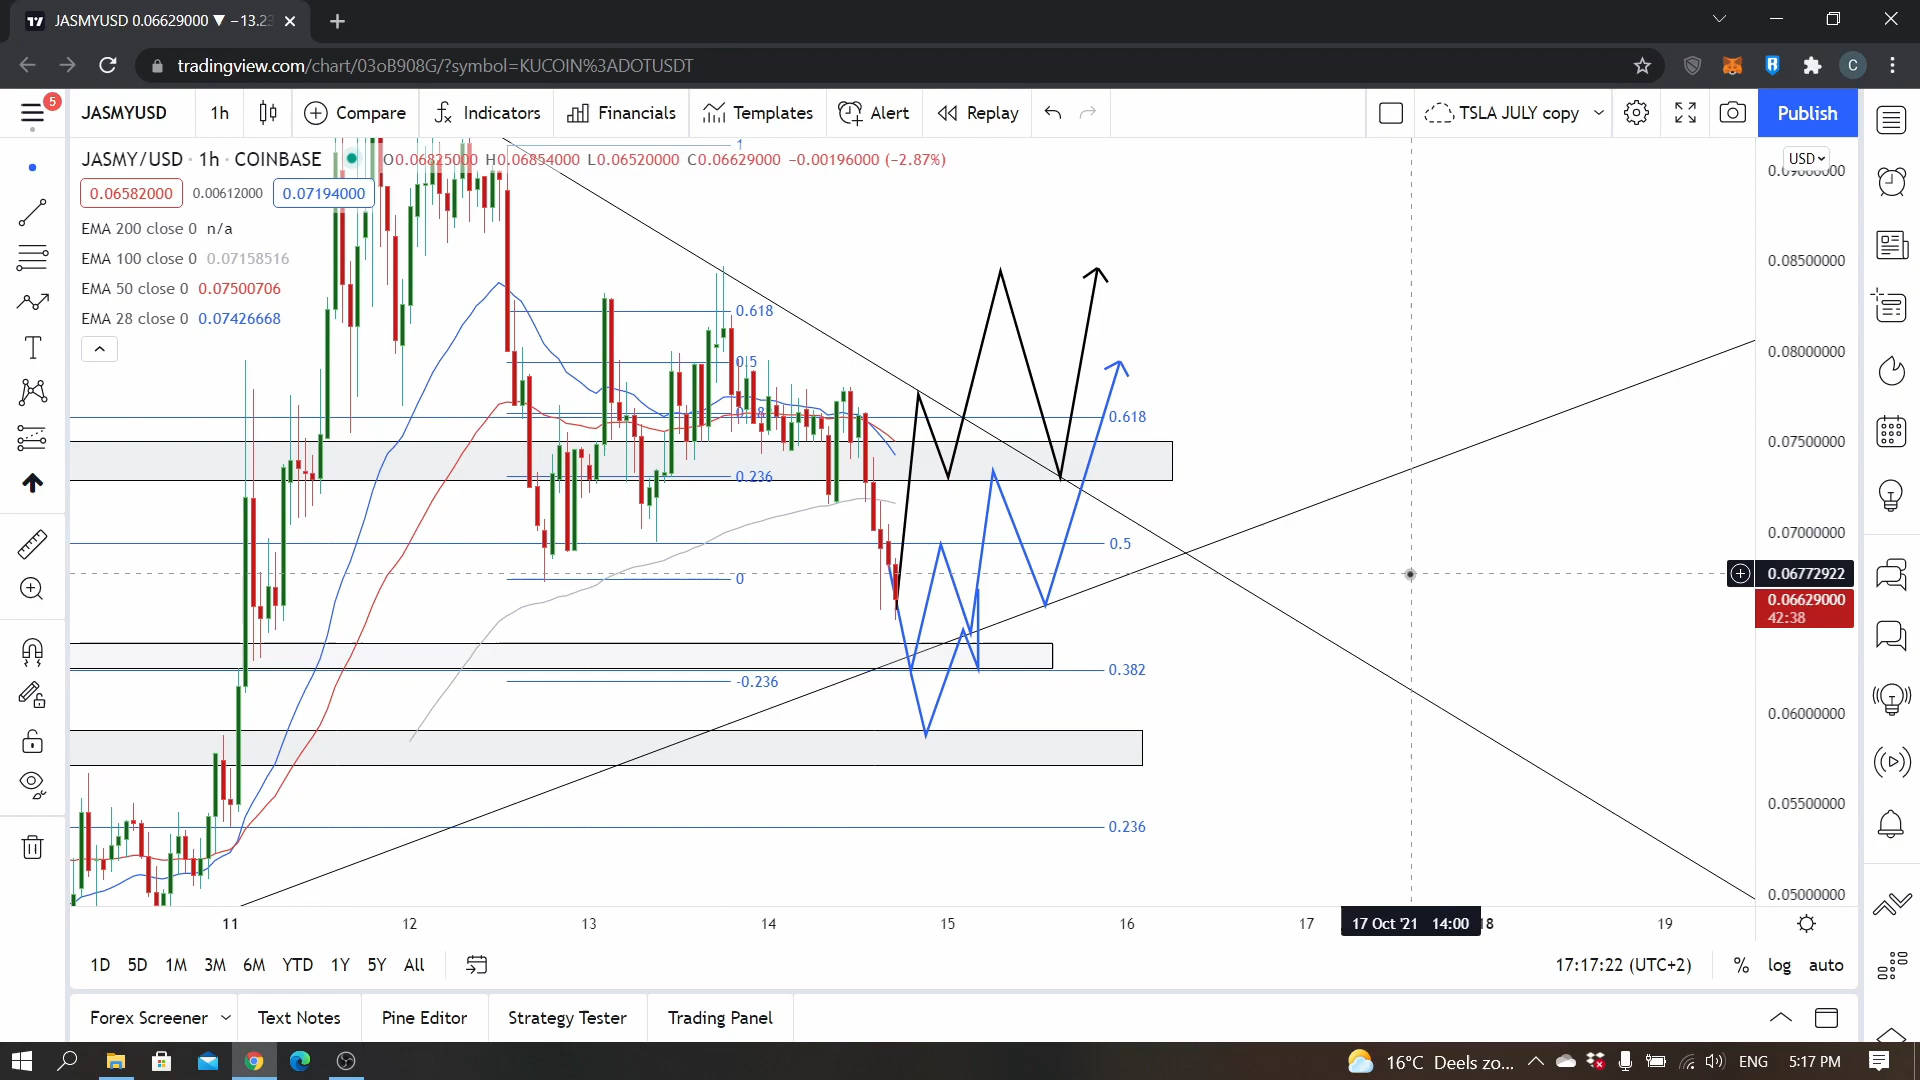 JASMYUSD 0.06629000 ▼ −13.23
tradingview.com/chart/03oB908G/?symbol=KUCOIN%3ADOTUSDT
C
5
JASMYUSD 1h Compare Indicators Financials Templates Alert Replay TSLA JULY copy Publish
JASMY/USD · 1h · COINBASE O0.06825000 H0.06854000 L0.06520000 C0.06629000 −0.00196000 (−2.87%)
0.06582000 0.00612000 0.07194000
EMA 200 close 0 n/a
EMA 100 close 0 0.07158516
EMA 50 close 0 0.07500706
EMA 28 close 0 0.07426668
1
0.618
0.5
0.236
0
-0.236
0.618
0.5
0.382
0.236
USD
0.08500000
0.08000000
0.07500000
0.07000000
0.06772922
0.06629000
42:38
0.06000000
0.05500000
0.05000000
11 12 13 14 15 16 17 17 Oct '21 14:00 18 19
1D 5D 1M 3M 6M YTD 1Y 5Y All 17:17:22 (UTC+2) % log auto
Forex Screener Text Notes Pine Editor Strategy Tester Trading Panel
16°C Deels zo... ENG 5:17 PM